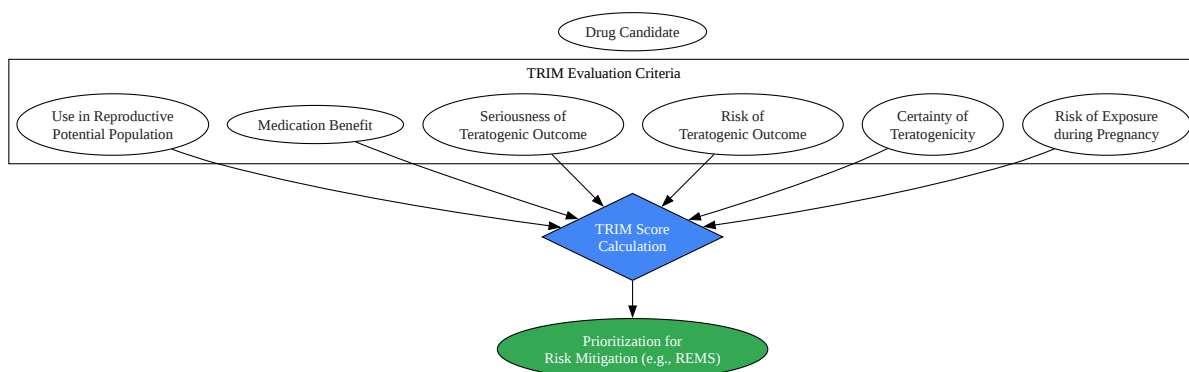 Drug Candidate
TRIM Evaluation Criteria
Use in Reproductive
Potential Population
Medication Benefit
Seriousness of
Teratogenic Outcome
Risk of
Teratogenic Outcome
Certainty of
Teratogenicity
Risk of Exposure
during Pregnancy
TRIM Score
Calculation
Prioritization for
Risk Mitigation (e.g., REMS)